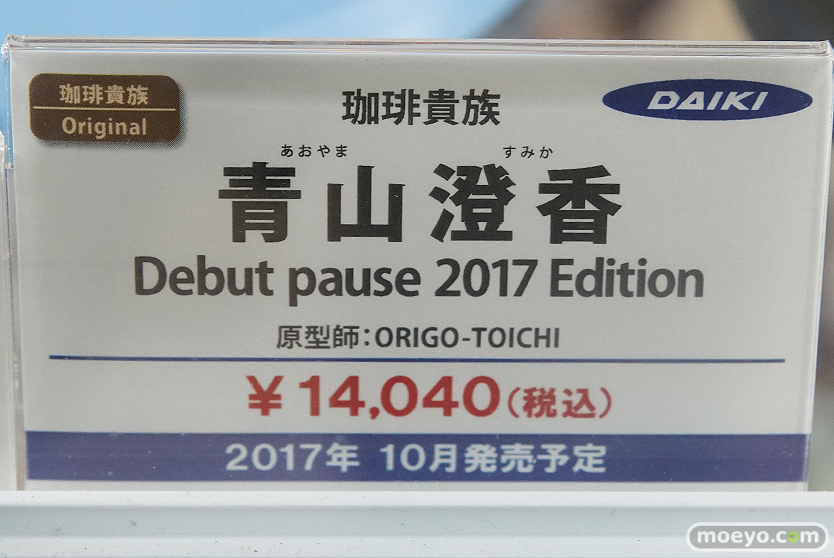 珈琲貴族
Original
珈琲貴族
DAIKI
あおやま すみか
青山澄香
Debut pause 2017 Edition
原型師:ORIGO-TOICHI
¥14,040(税込)
2017年 10月発売予定
moeyo.com